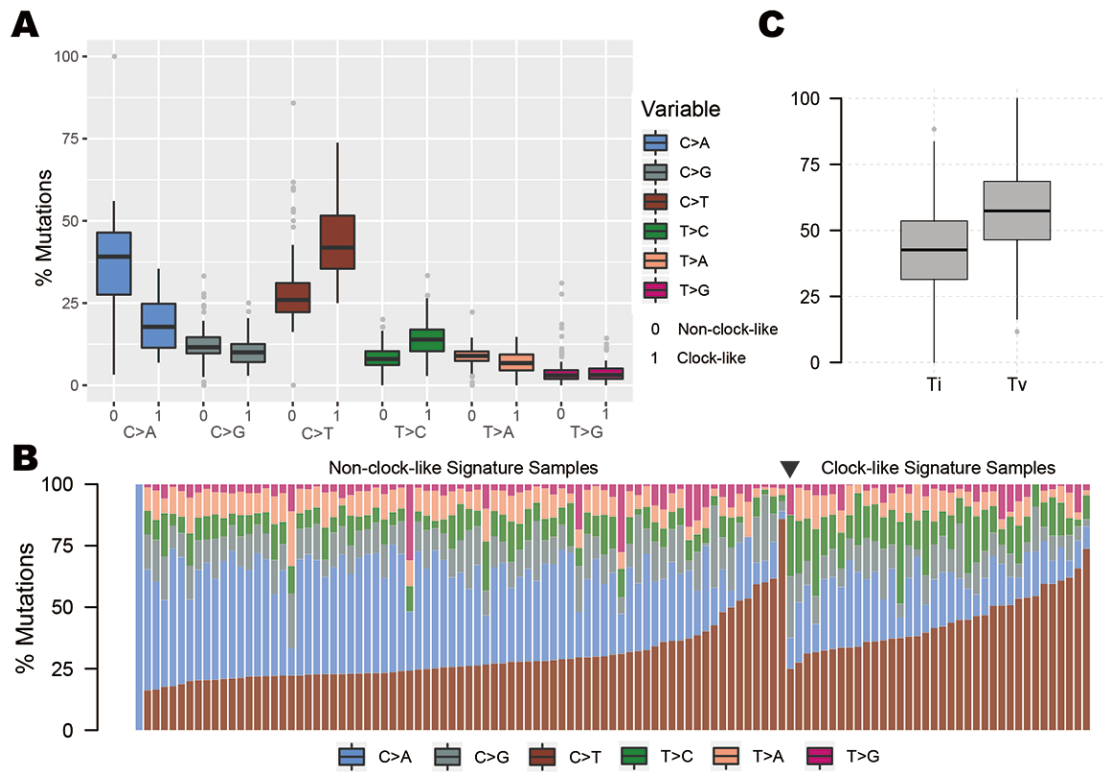 A
C
100
75
50
25
0
% Mutations
0 1 0 1 0 1 0 1 0 1 0 1
C>A C>G C>T T>C T>A T>G
Variable
C>A
C>G
C>T
T>C
T>A
T>G
0 Non-clock-like
1 Clock-like
100
75
50
25
0
Ti Tv
B
Non-clock-like Signature Samples
Clock-like Signature Samples
100
75
50
25
0
% Mutations
C>A C>G C>T T>C T>A T>G